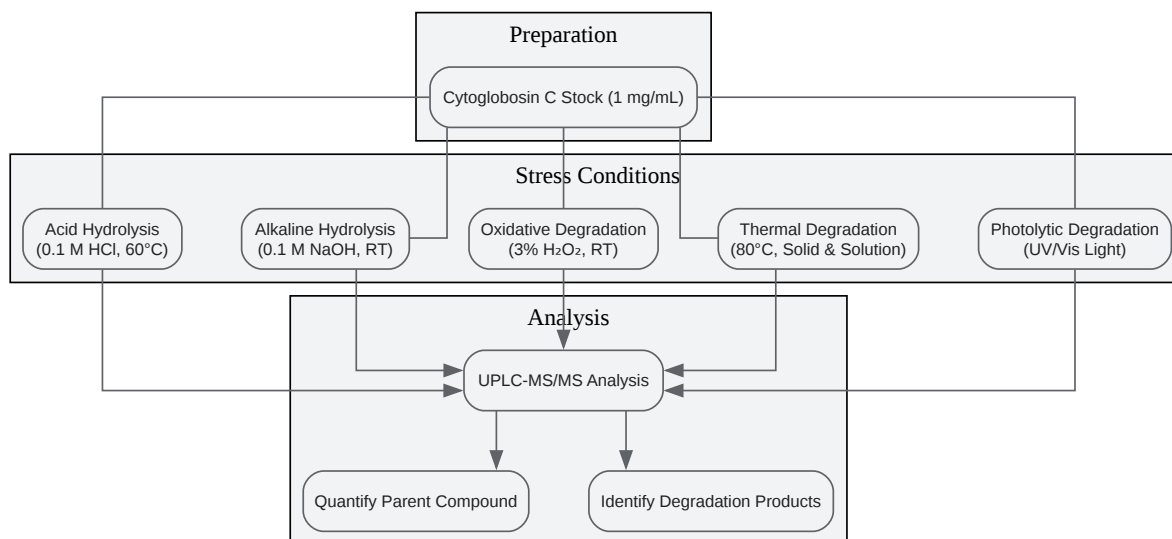 Preparation
Cytoglobosin C Stock (1 mg/mL)
Stress Conditions
Acid Hydrolysis
(0.1 M HCl, 60°C)
Alkaline Hydrolysis
(0.1 M NaOH, RT)
Oxidative Degradation
(3% H₂O₂, RT)
Thermal Degradation
(80°C, Solid & Solution)
Photolytic Degradation
(UV/Vis Light)
Analysis
UPLC-MS/MS Analysis
Quantify Parent Compound
Identify Degradation Products